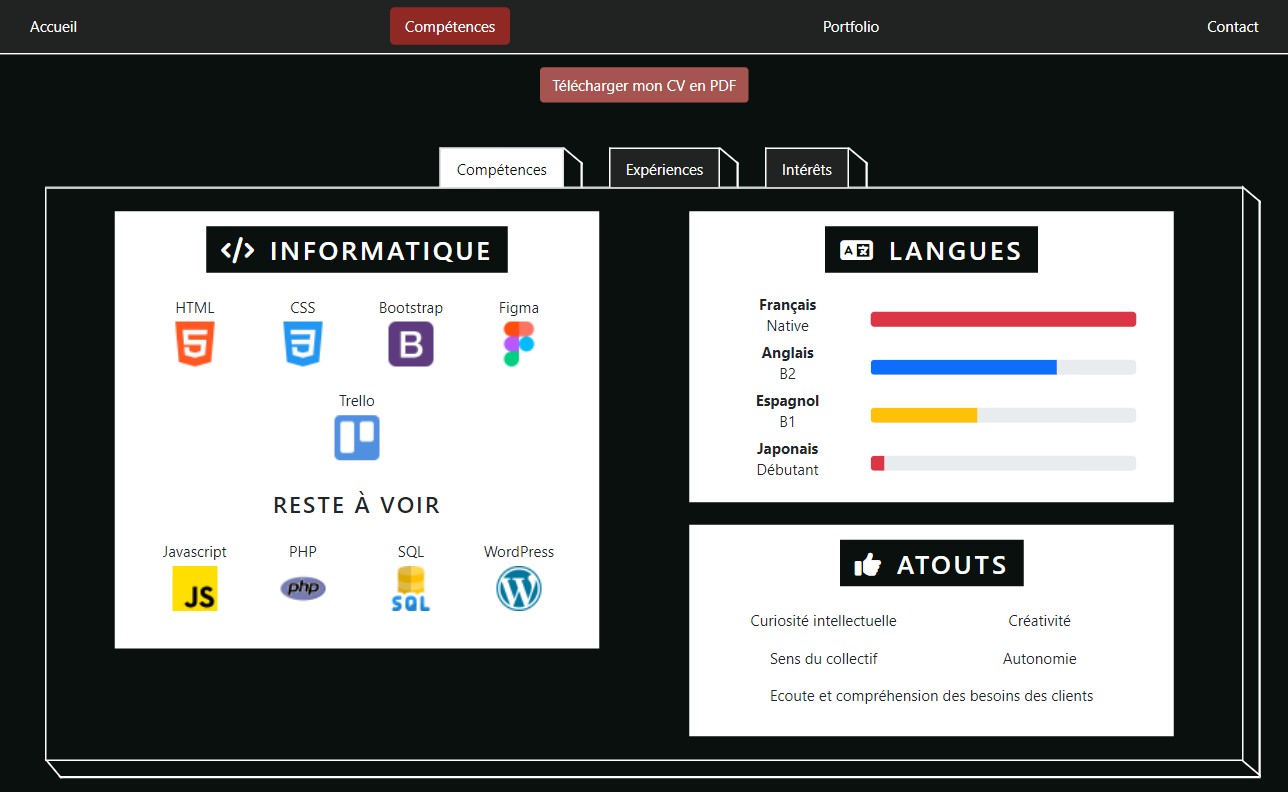 Accueil
Compétences
Portfolio
Contact
Télécharger mon CV en PDF
Compétences
Expériences
Intérêts
</> INFORMATIQUE
HTML
CSS
Bootstrap
Figma
5
3
B
Trello
RESTE À VOIR
Javascript
PHP
SQL
WordPress
JS
php
SQL
W
A 文 LANGUES
Français
Native
Anglais
B2
Espagnol
B1
Japonais
Débutant
ATOUTS
Curiosité intellectuelle
Créativité
Sens du collectif
Autonomie
Ecoute et compréhension des besoins des clients